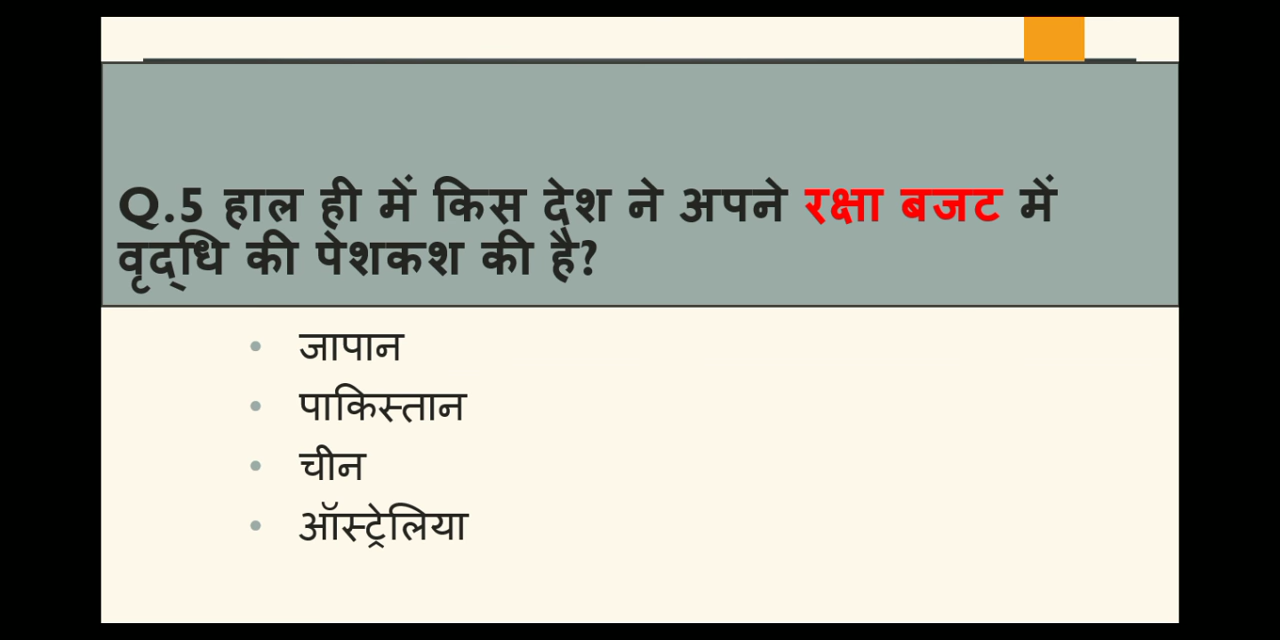 Q.5 हाल ही में किस देश ने अपने रक्षा बजट में
वृद्धि की पेशकश की है?
• जापान
• पाकिस्तान
• चीन
• ऑस्ट्रेलिया